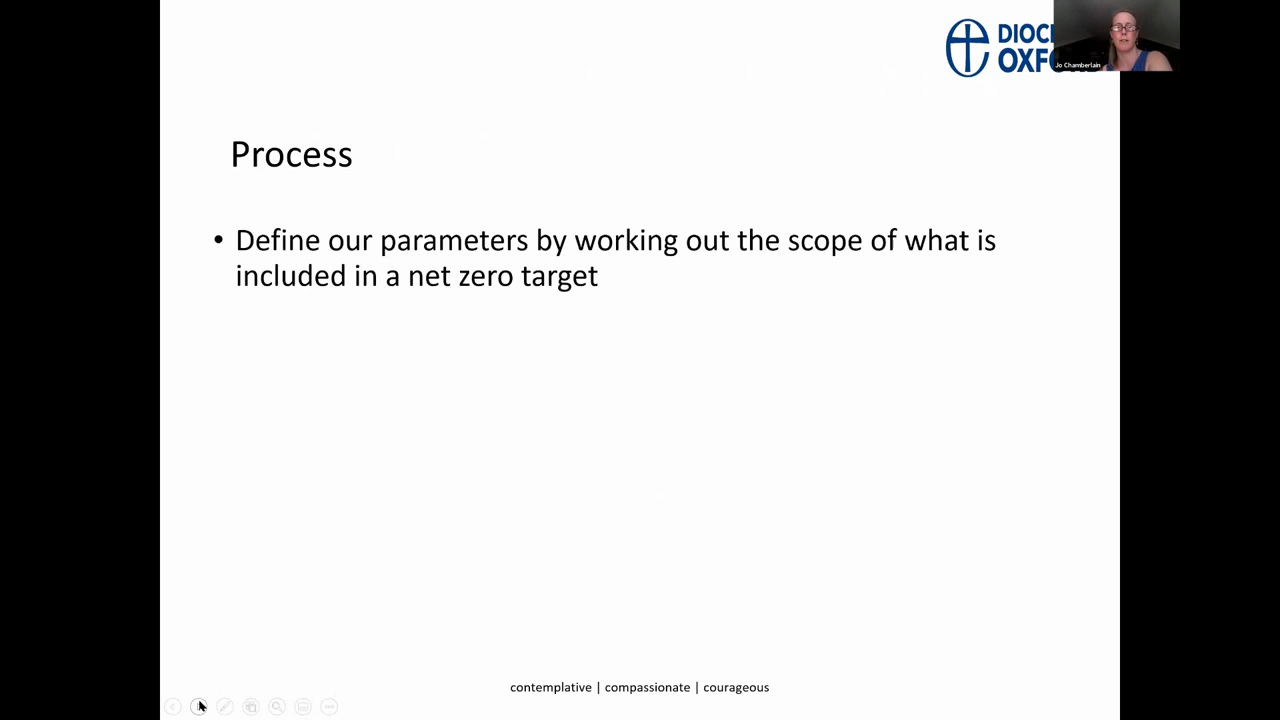 DIOC
OXFO
Jo Chamberlain
Process
• Define our parameters by working out the scope of what is
included in a net zero target
contemplative | compassionate | courageous